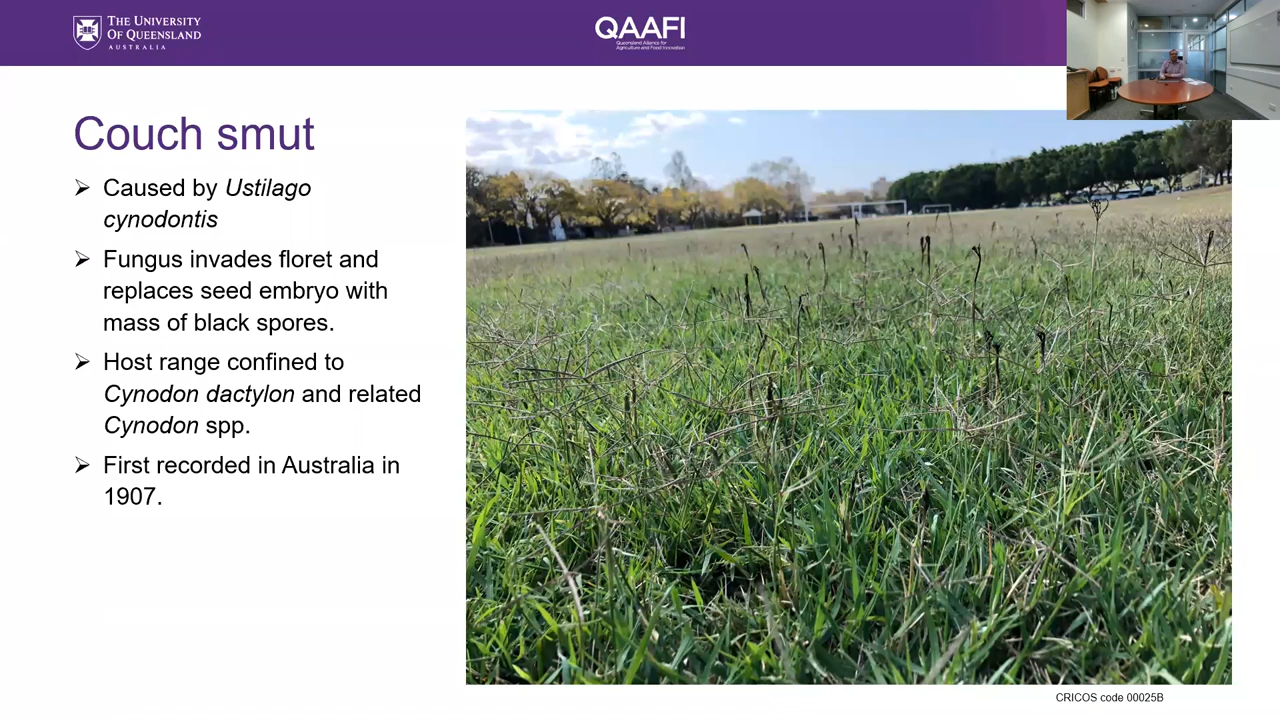 THE UNIVERSITY
OF QUEENSLAND
AUSTRALIA
QAAFI
Queensland Alliance for
Agriculture and Food Innovation
Couch smut
➢ Caused by Ustilago
cynodontis
➢ Fungus invades floret and
replaces seed embryo with
mass of black spores.
➢ Host range confined to
Cynodon dactylon and related
Cynodon spp.
➢ First recorded in Australia in
1907.
CRICOS code 00025B